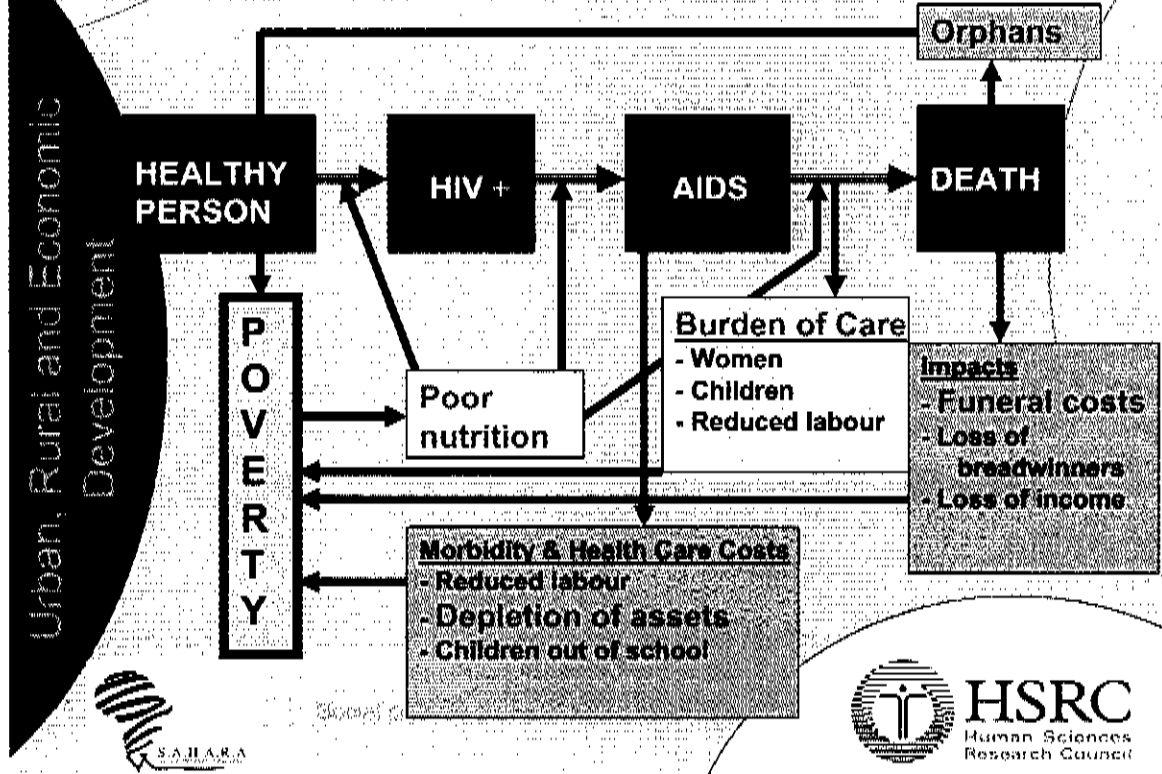 Urban, Rural and Economic
Development
Orphans
HEALTHY
PERSON
HIV +
AIDS
DEATH
POVERTY
Poor
nutrition
Burden of Care
- Women
- Children
- Reduced labour
Impacts
- Funeral costs
- Loss of
breadwinners
- Loss of income
Morbidity & Health Care Costs
- Reduced labour
- Depletion of assets
- Children out of school
Social
S.A.H.A.R.A
HSRC
Human Sciences
Research Council